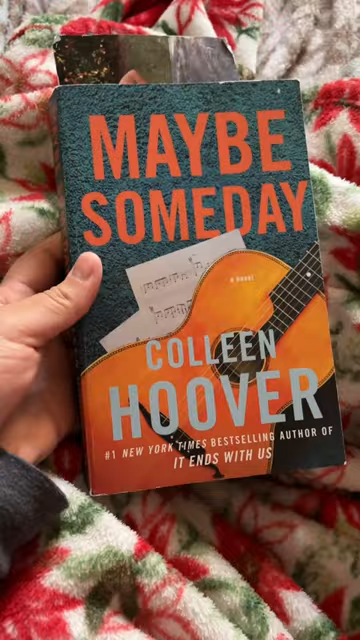 MAYBE
SOMEDAY
a novel
COLLEEN
HOOVER
#1 NEW YORK TIMES BESTSELLING AUTHOR OF
IT ENDS WITH US